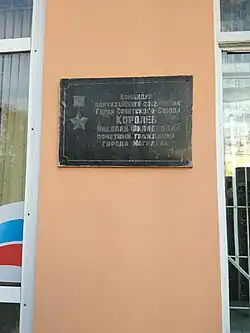 Командир
партизанского соединения
Герой Советского Союза
Королев
Николай Филиппович
почетный гражданин
города Могилева